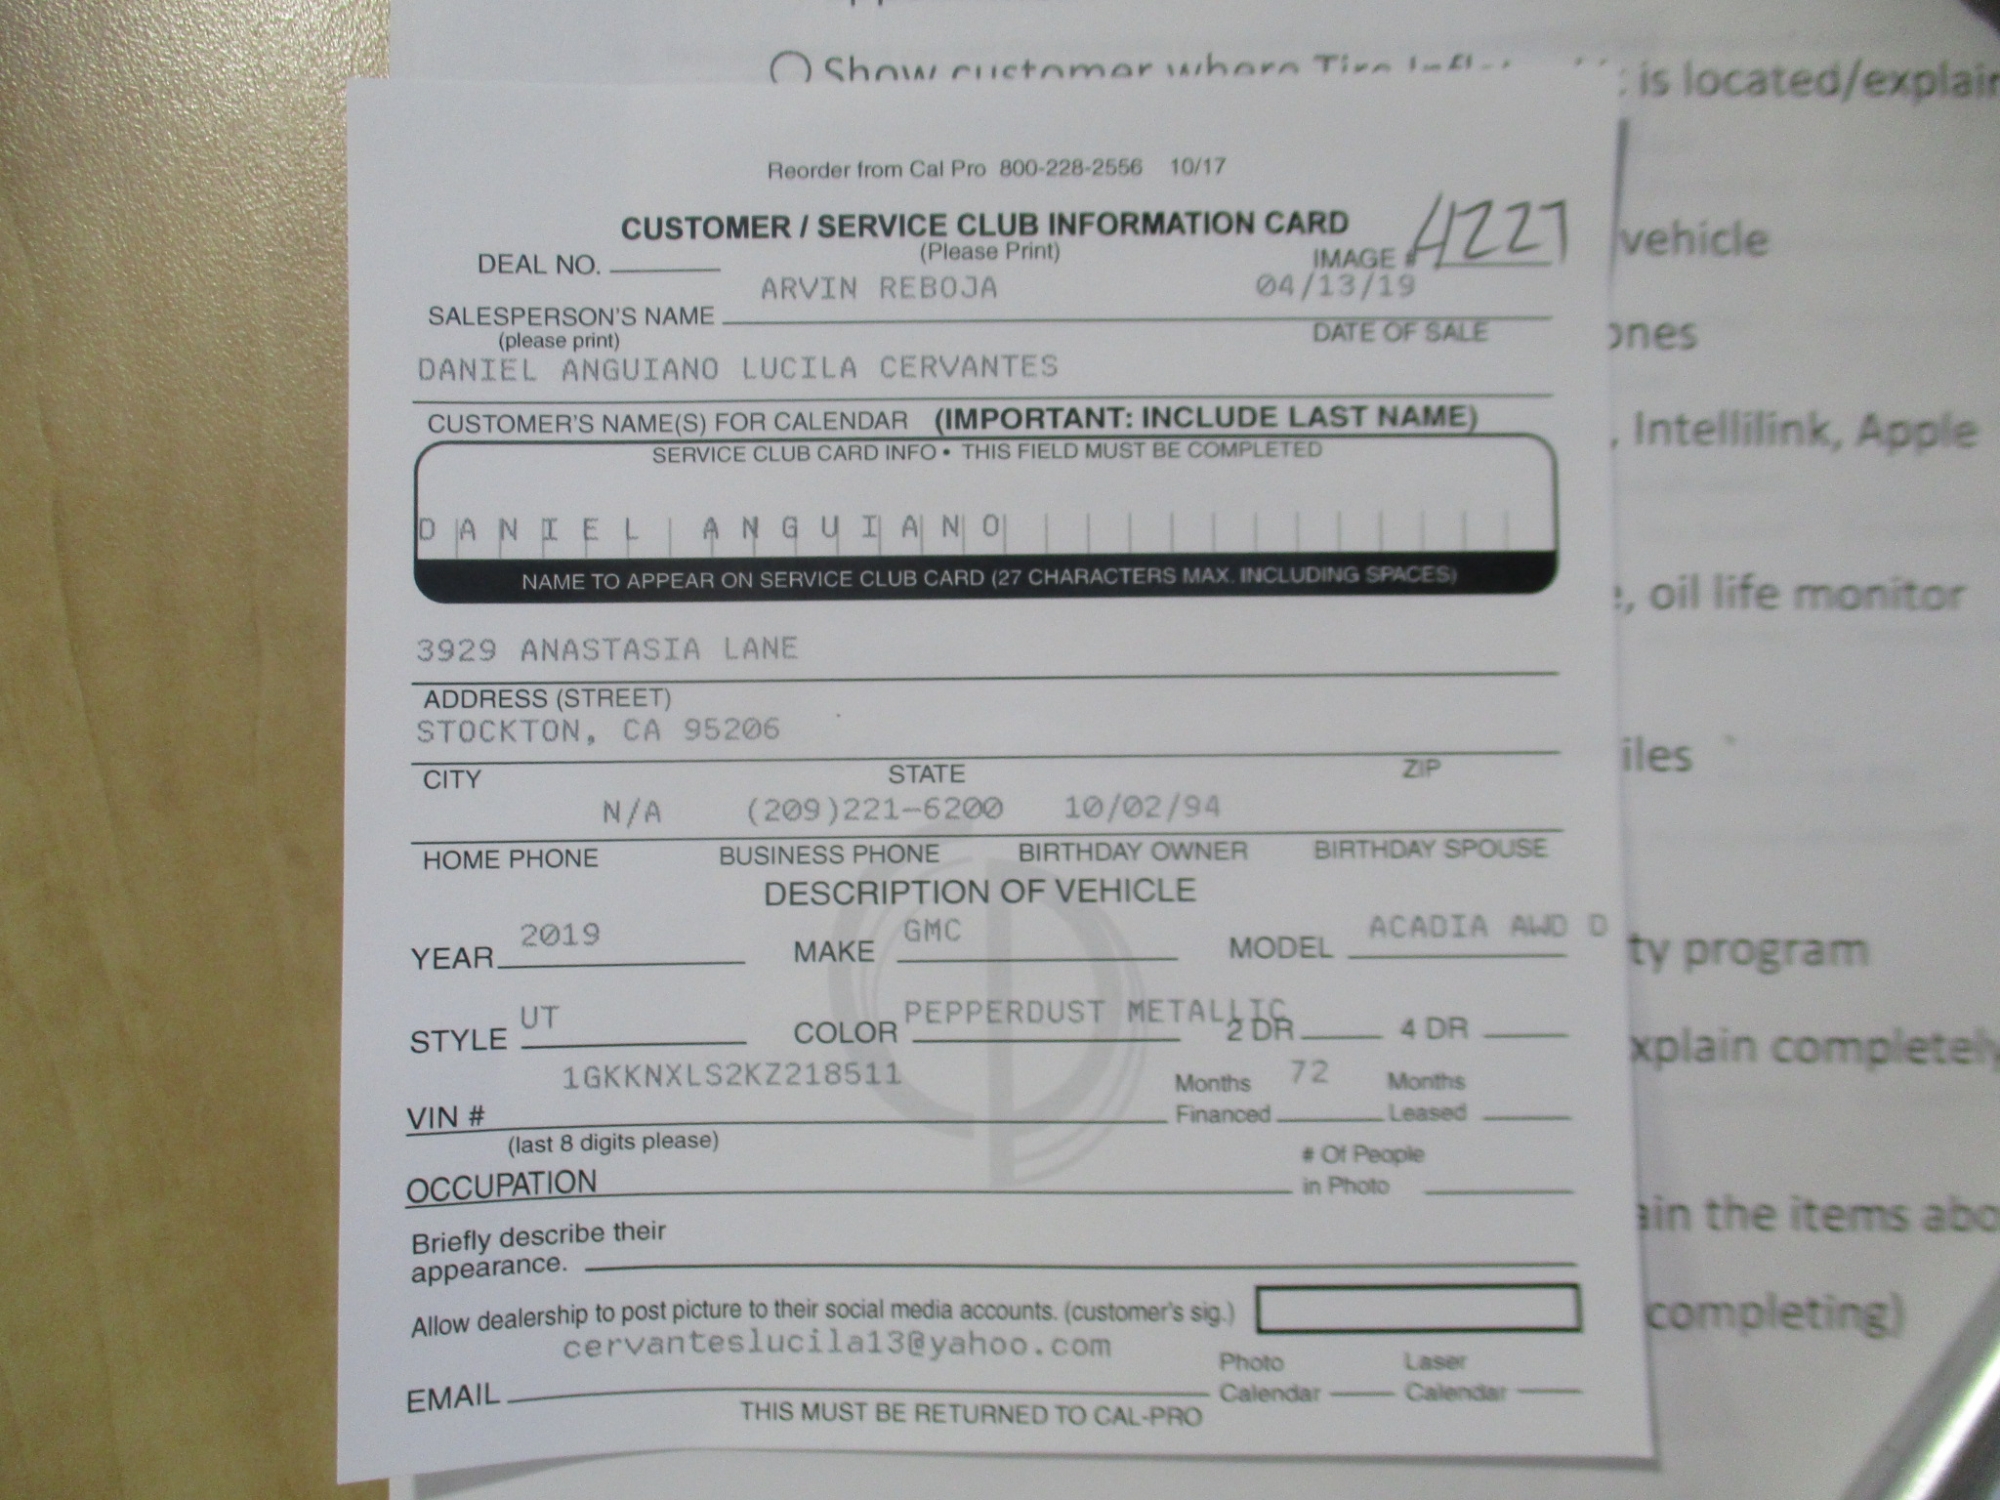 Show customer where Tire is located/explain
Reorder from Cal Pro 800-228-2556 10/17
CUSTOMER / SERVICE CLUB INFORMATION CARD
(Please Print)
DEAL NO.
IMAGE # 4227
vehicle
ARVIN REBOJA 04/13/19
SALESPERSON'S NAME
(please print)
DATE OF SALE
ones
DANIEL ANGUIANO LUCILA CERVANTES
CUSTOMER'S NAME(S) FOR CALENDAR (IMPORTANT: INCLUDE LAST NAME)
, Intellilink, Apple
SERVICE CLUB CARD INFO • THIS FIELD MUST BE COMPLETED
DANIEL ANGUIANO
NAME TO APPEAR ON SERVICE CLUB CARD (27 CHARACTERS MAX. INCLUDING SPACES)
, oil life monitor
3929 ANASTASIA LANE
ADDRESS (STREET)
STOCKTON, CA 95206
iles
CITY STATE ZIP
N/A (209)221-6200 10/02/94
HOME PHONE BUSINESS PHONE BIRTHDAY OWNER BIRTHDAY SPOUSE
DESCRIPTION OF VEHICLE
YEAR 2019 MAKE GMC MODEL ACADIA AWD D
ty program
STYLE UT COLOR PEPPERDUST METALLIC 2 DR 4 DR
xplain completely
1GKKNXLS2KZ218511
VIN #
(last 8 digits please)
Months Financed 72 Months Leased
OCCUPATION
# Of People in Photo
ain the items abo
Briefly describe their
appearance.
Allow dealership to post picture to their social media accounts. (customer's sig.)
completing)
cervanteslucila13@yahoo.com
EMAIL
Photo Calendar Laser Calendar
THIS MUST BE RETURNED TO CAL-PRO